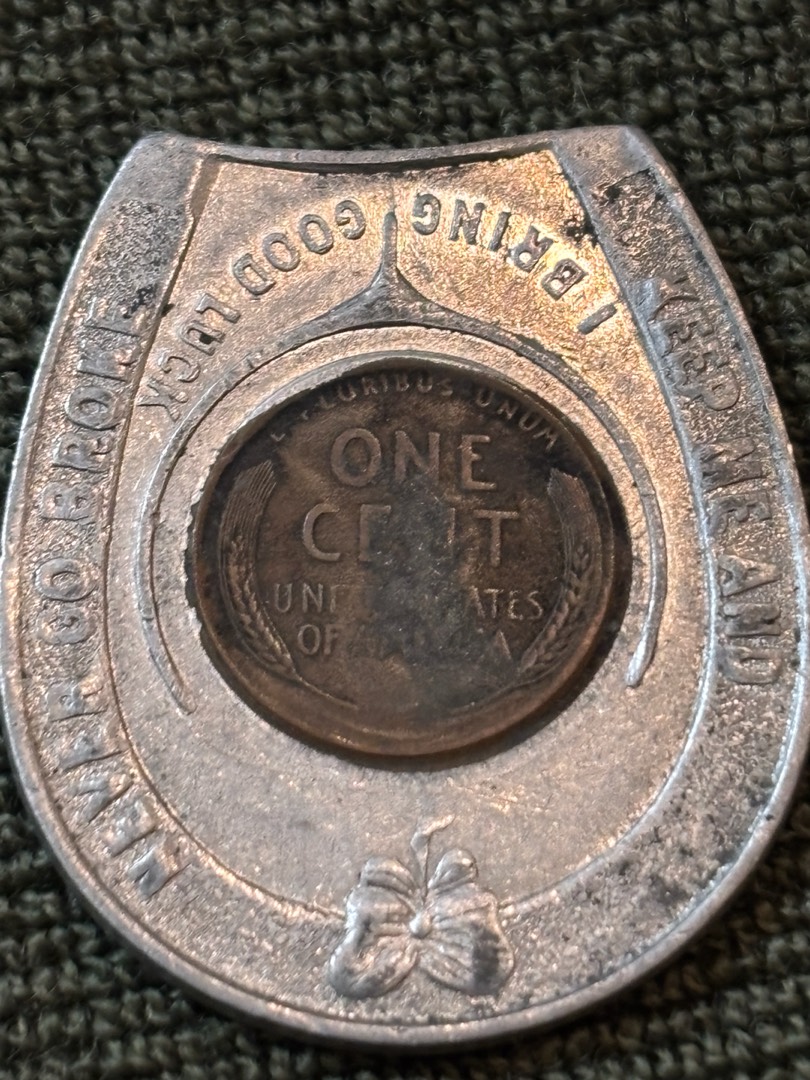 KEEP ME AND
NEVER GO BROKE
I BRING GOOD LUCK
E PLURIBUS UNUM
ONE
CENT
UNITED STATES
OF AMERICA